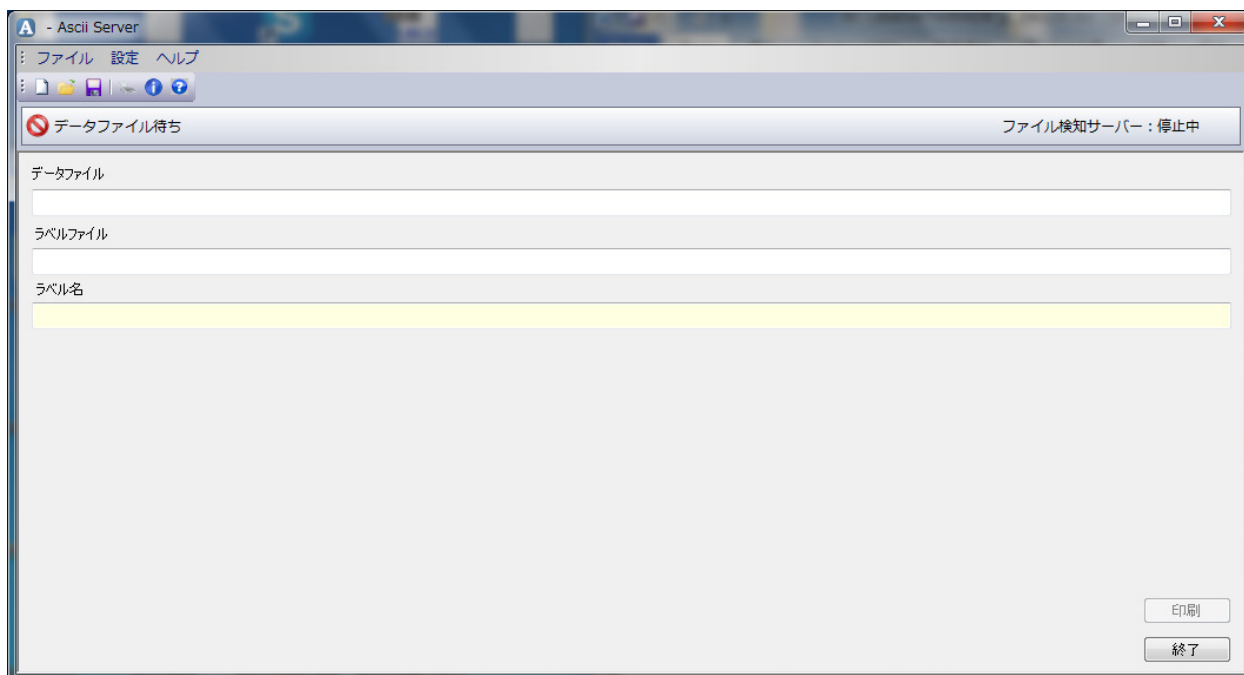 - Ascii Server
ファイル 設定 ヘルプ
データファイル待ち ファイル検知サーバー：停止中
データファイル
ラベルファイル
ラベル名
印刷
終了